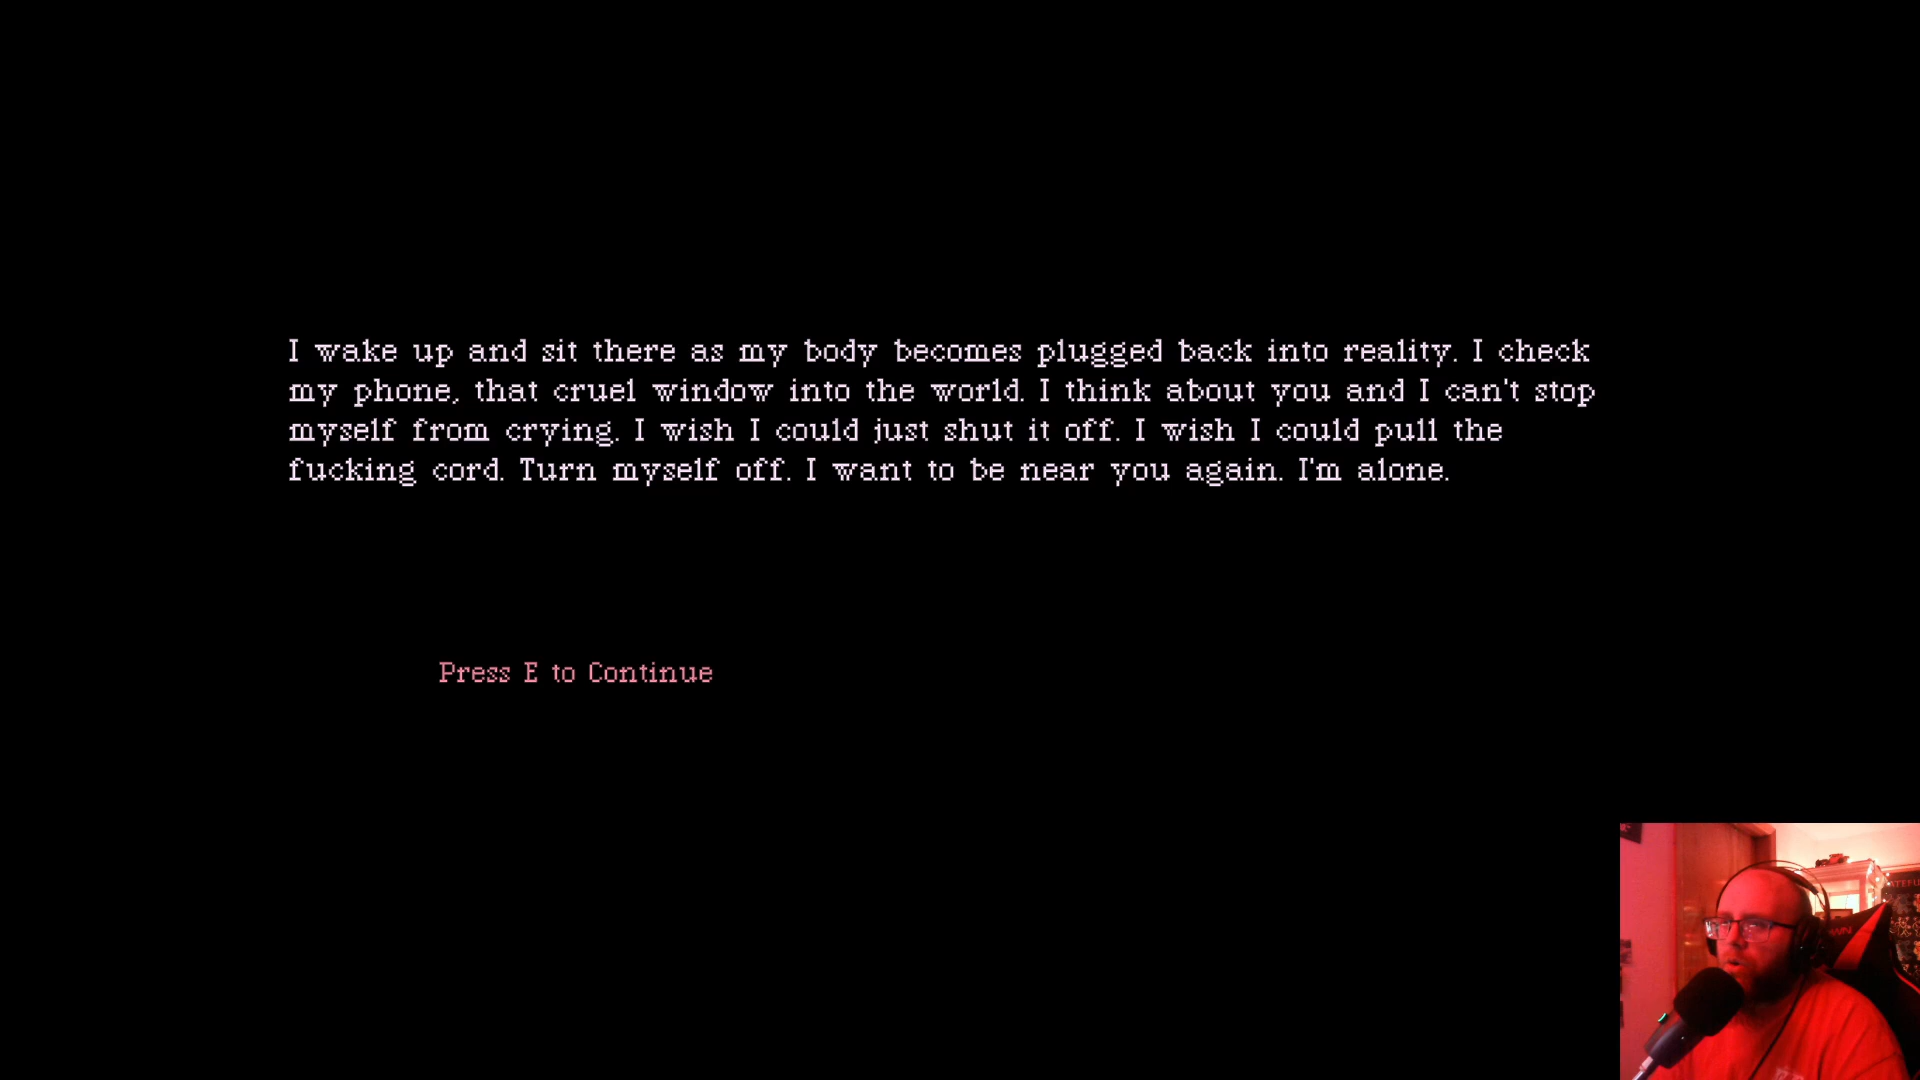 I wake up and sit there as my body becomes plugged back into reality. I check
my phone, that cruel window into the world. I think about you and I can't stop
myself from crying. I wish I could just shut it off. I wish I could pull the
fucking cord. Turn myself off. I want to be near you again. I'm alone.
Press E to Continue